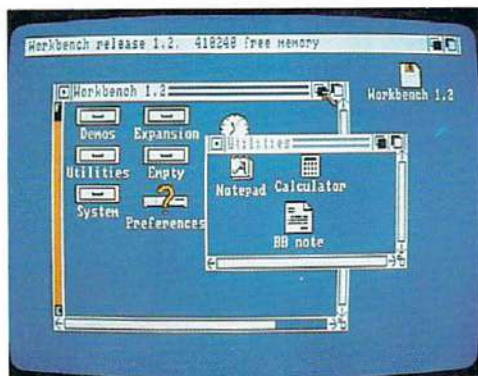 Workbench release 1.2. 418248 free memory
Workbench 1.2
Workbench 1.2
Demos Expansion
Utilities Empty
System Preferences
Utilities
Notepad Calculator
BB note